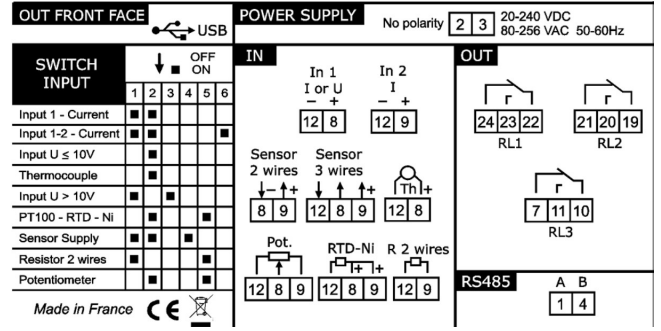 OUT FRONT FACE
USB
SWITCH INPUT
OFF
ON
1 2 3 4 5 6
Input 1 - Current
Input 1-2 - Current
Input U ≤ 10V
Thermocouple
Input U > 10V
PT100 - RTD - Ni
Sensor Supply
Resistor 2 wires
Potentiometer
Made in France CE
POWER SUPPLY
No polarity 2 3 20-240 VDC
80-256 VAC 50-60Hz
IN
In 1
I or U
- +
12 8
In 2
I
- +
12 9
Sensor
2 wires
- +
8 9
Sensor
3 wires
+
12 8 9
Th +
12 8
Pot.
12 8 9
RTD-Ni
+ +
12 8 9
R 2 wires
12 9
OUT
24 23 22
RL1
21 20 19
RL2
7 11 10
RL3
RS485
A B
1 4